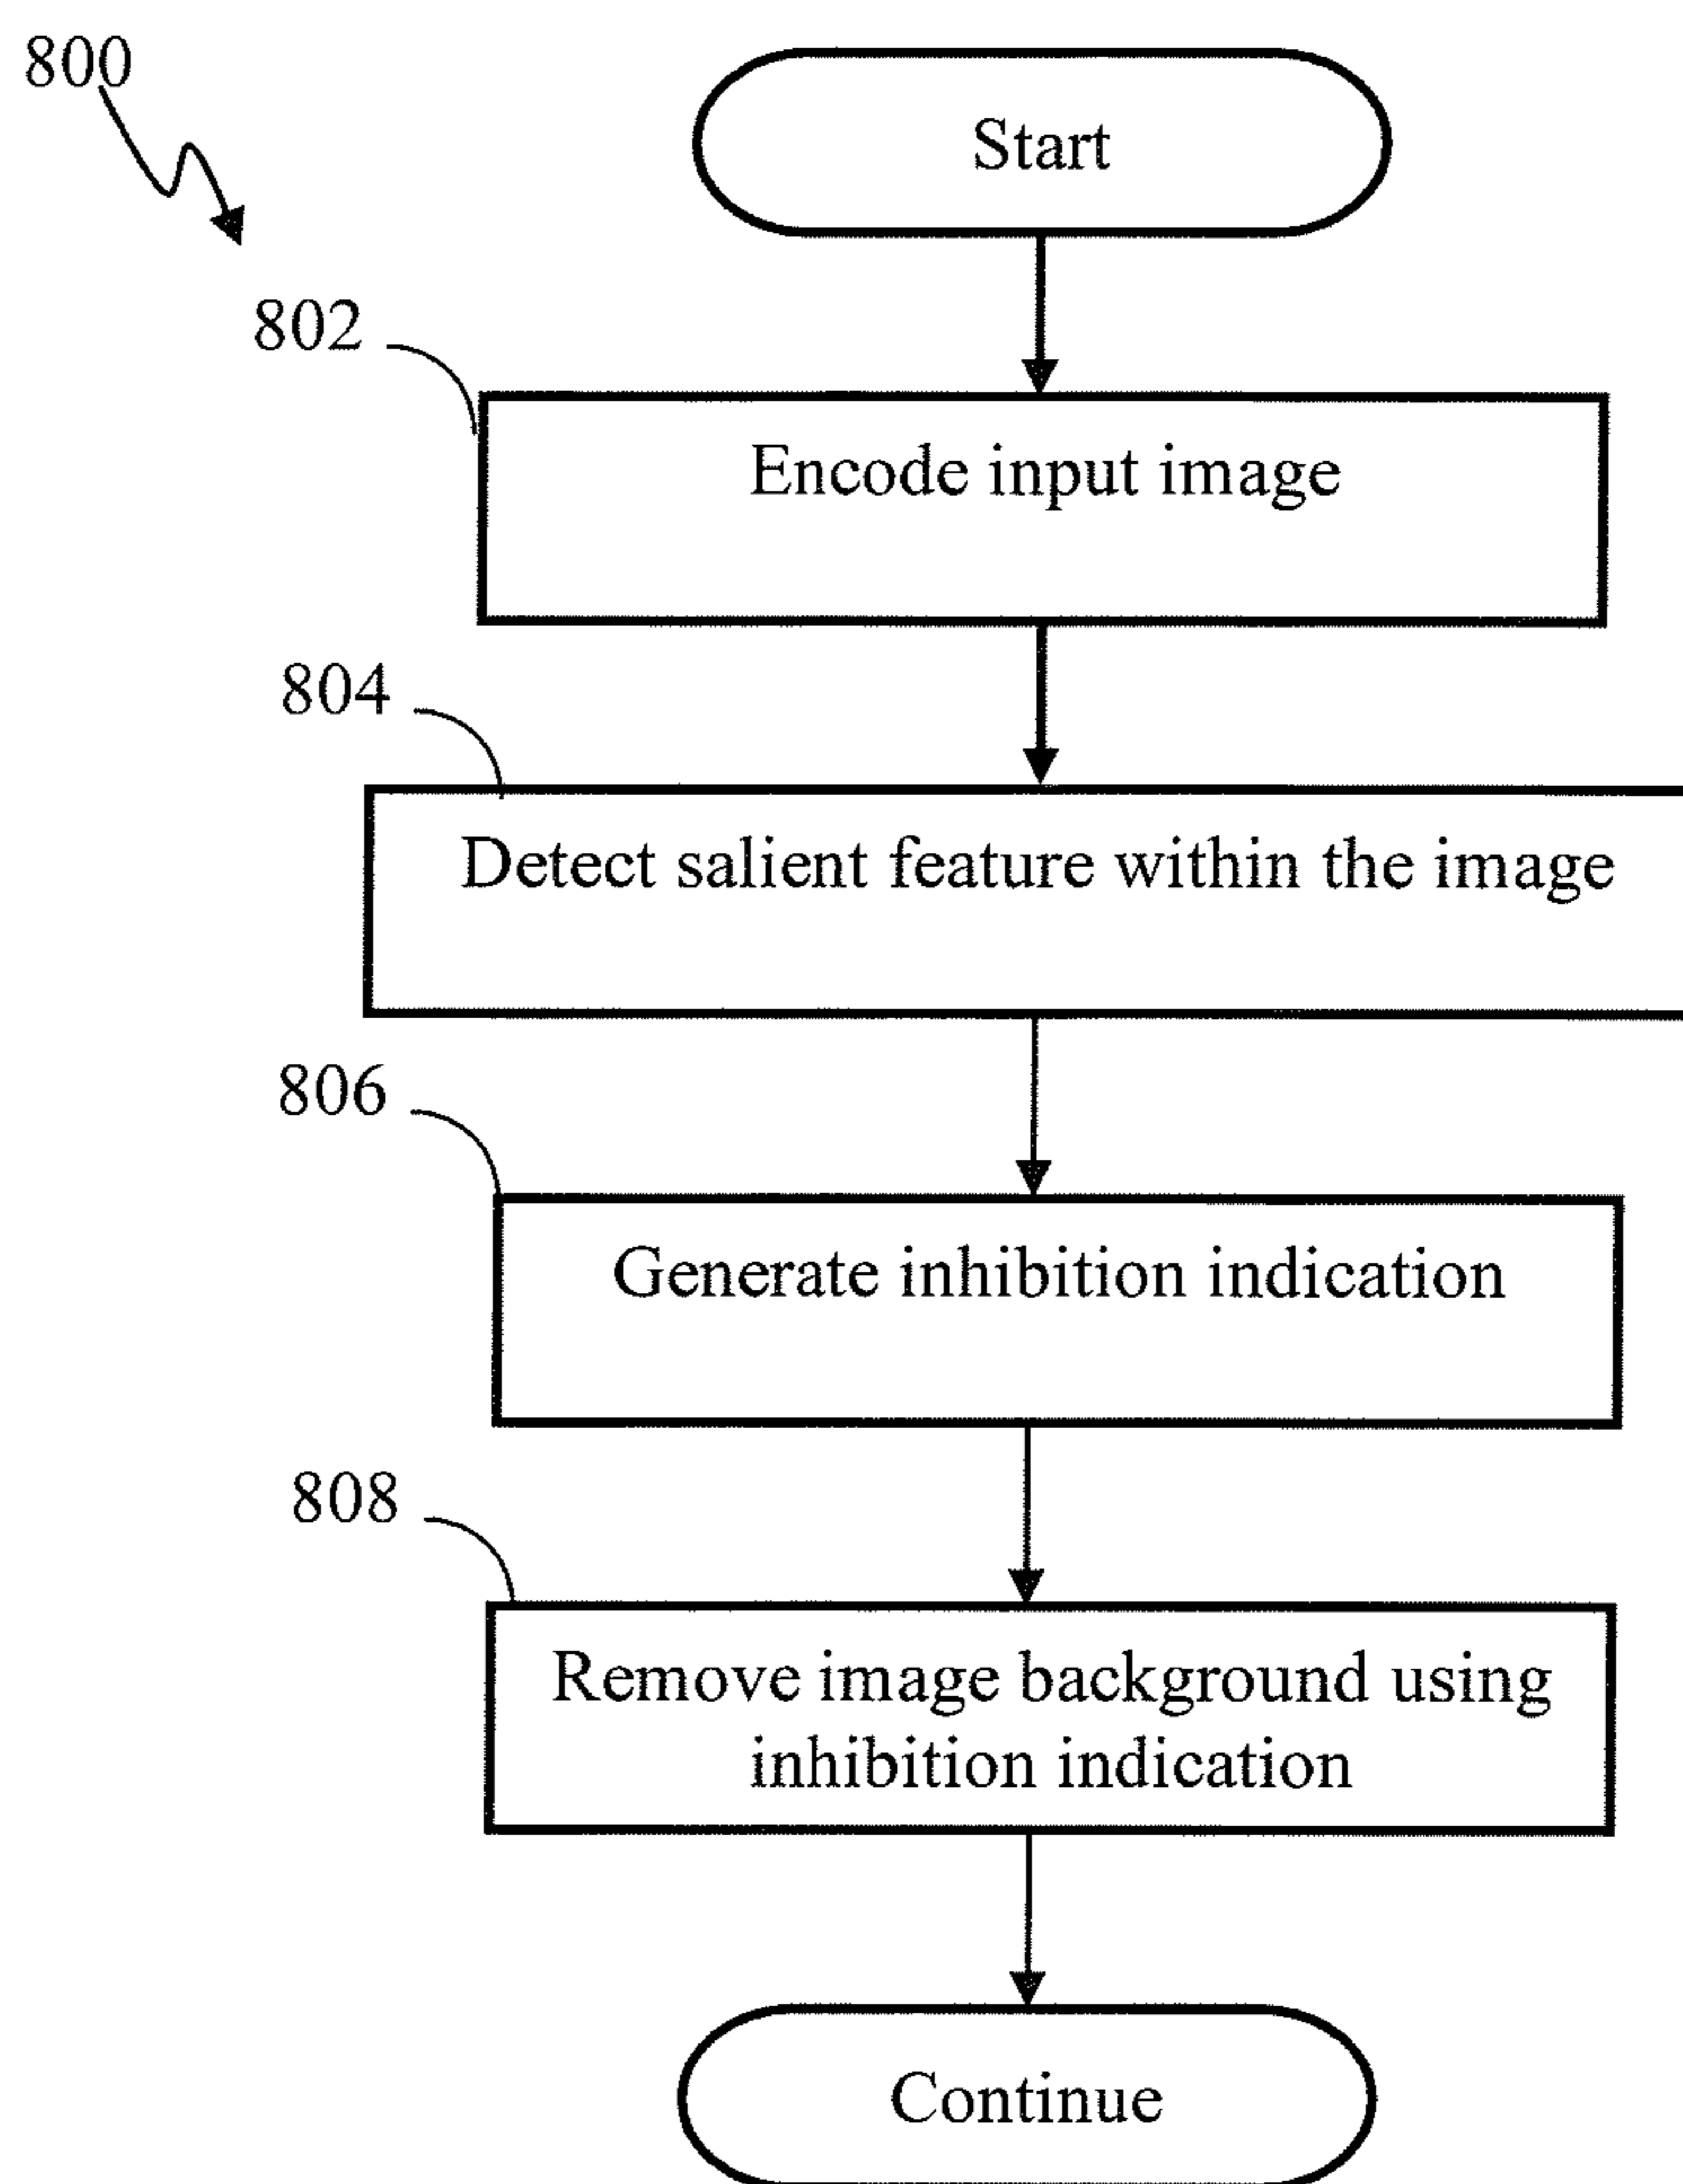 800
Start
802
Encode input image
804
Detect salient feature within the image
806
Generate inhibition indication
808
Remove image background using
inhibition indication
Continue